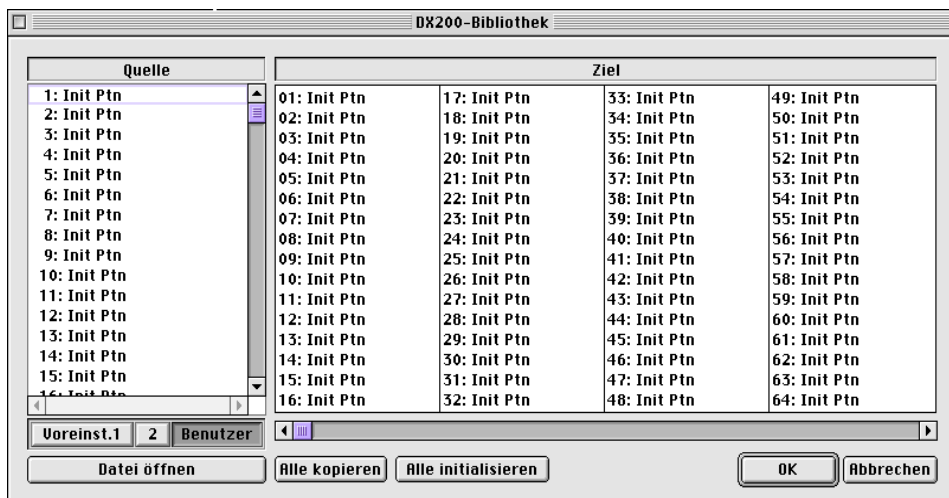 DX200-Bibliothek
Quelle
1: Init Ptn
2: Init Ptn
3: Init Ptn
4: Init Ptn
5: Init Ptn
6: Init Ptn
7: Init Ptn
8: Init Ptn
9: Init Ptn
10: Init Ptn
11: Init Ptn
12: Init Ptn
13: Init Ptn
14: Init Ptn
15: Init Ptn
16: Init Ptn
Voreinst.1 2 Benutzer
Datei öffnen
Ziel
01: Init Ptn
02: Init Ptn
03: Init Ptn
04: Init Ptn
05: Init Ptn
06: Init Ptn
07: Init Ptn
08: Init Ptn
09: Init Ptn
10: Init Ptn
11: Init Ptn
12: Init Ptn
13: Init Ptn
14: Init Ptn
15: Init Ptn
16: Init Ptn
17: Init Ptn
18: Init Ptn
19: Init Ptn
20: Init Ptn
21: Init Ptn
22: Init Ptn
23: Init Ptn
24: Init Ptn
25: Init Ptn
26: Init Ptn
27: Init Ptn
28: Init Ptn
29: Init Ptn
30: Init Ptn
31: Init Ptn
32: Init Ptn
33: Init Ptn
34: Init Ptn
35: Init Ptn
36: Init Ptn
37: Init Ptn
38: Init Ptn
39: Init Ptn
40: Init Ptn
41: Init Ptn
42: Init Ptn
43: Init Ptn
44: Init Ptn
45: Init Ptn
46: Init Ptn
47: Init Ptn
48: Init Ptn
49: Init Ptn
50: Init Ptn
51: Init Ptn
52: Init Ptn
53: Init Ptn
54: Init Ptn
55: Init Ptn
56: Init Ptn
57: Init Ptn
58: Init Ptn
59: Init Ptn
60: Init Ptn
61: Init Ptn
62: Init Ptn
63: Init Ptn
64: Init Ptn
Alle kopieren Alle initialisieren OK Abbrechen